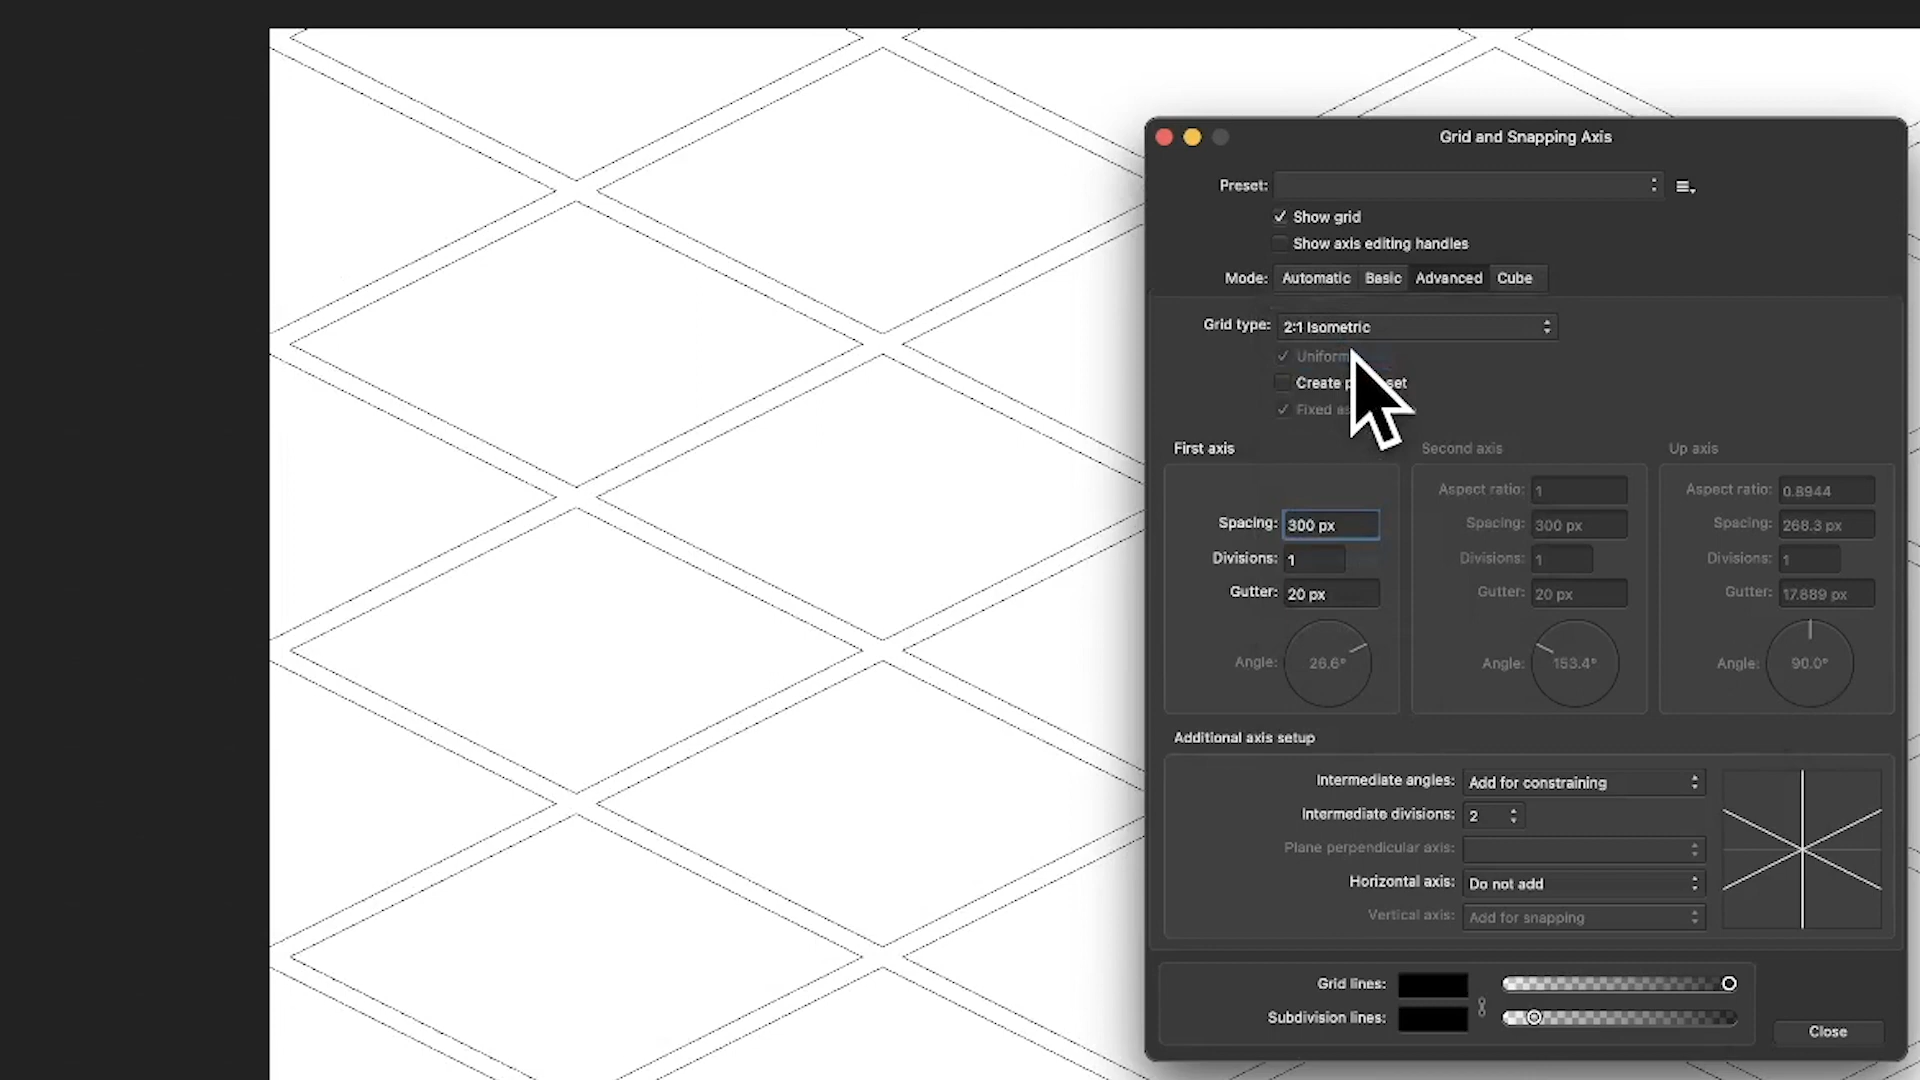 Grid and Snapping Axis
Preset:
Show grid
Show axis editing handles
Mode: Automatic Basic Advanced Cube
Grid type: 2:1 Isometric
Uniform
Create set
Fixed
First axis Second axis Up axis
Aspect ratio: 1 Aspect ratio: 0.8944
Spacing: 300 px Spacing: 300 px Spacing: 268.3 px
Divisions: 1 Divisions: 1 Divisions: 1
Gutter: 20 px Gutter: 20 px Gutter: 17.889 px
Angle: 26.6° Angle: 153.4° Angle: 90.0°
Additional axis setup
Intermediate angles: Add for constraining
Intermediate divisions: 2
Plane perpendicular axis:
Horizontal axis: Do not add
Vertical axis: Add for snapping
Grid lines:
Subdivision lines:
Close